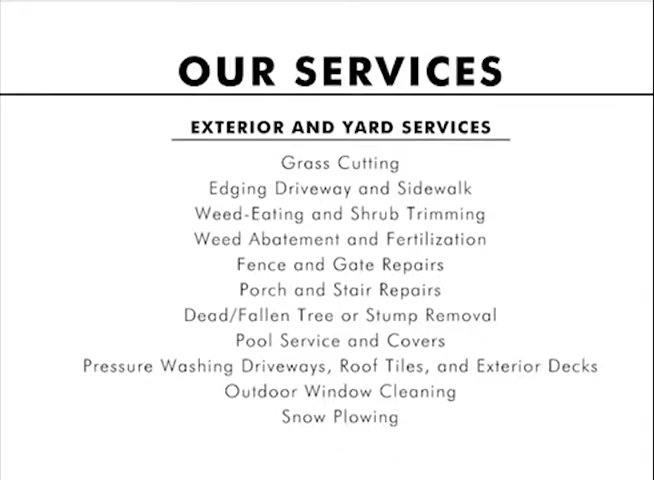 OUR SERVICES
EXTERIOR AND YARD SERVICES
Grass Cutting
Edging Driveway and Sidewalk
Weed-Eating and Shrub Trimming
Weed Abatement and Fertilization
Fence and Gate Repairs
Porch and Stair Repairs
Dead/Fallen Tree or Stump Removal
Pool Service and Covers
Pressure Washing Driveways, Roof Tiles, and Exterior Decks
Outdoor Window Cleaning
Snow Plowing